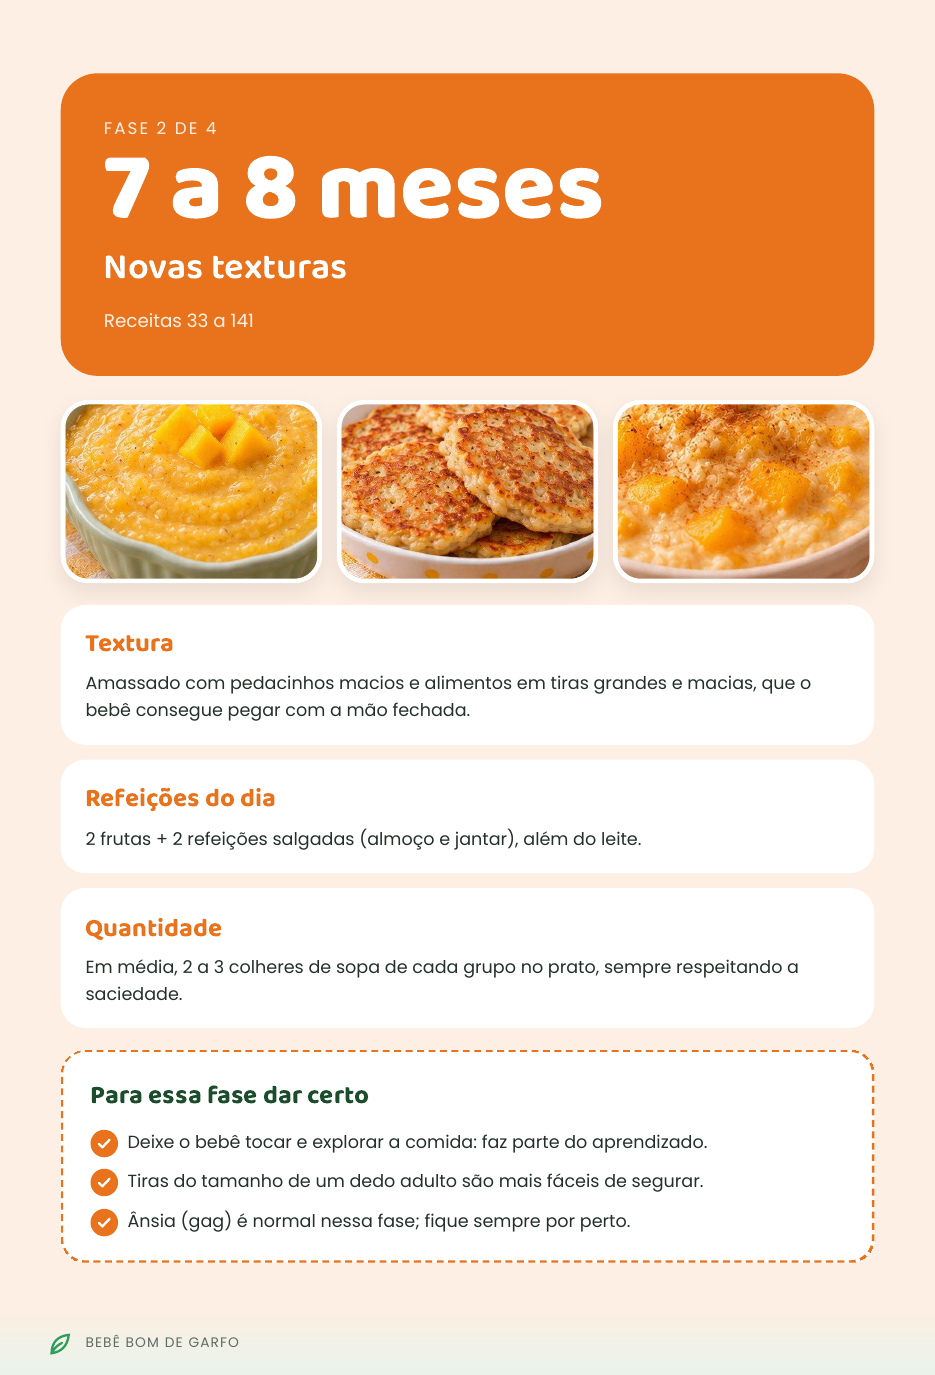 FASE 2 DE 4
7 a 8 meses
Novas texturas
Receitas 33 a 141
Textura
Amassado com pedacinhos macios e alimentos em tiras grandes e macias, que o
bebê consegue pegar com a mão fechada.
Refeições do dia
2 frutas + 2 refeições salgadas (almoço e jantar), além do leite.
Quantidade
Em média, 2 a 3 colheres de sopa de cada grupo no prato, sempre respeitando a
saciedade.
Para essa fase dar certo
Deixe o bebê tocar e explorar a comida: faz parte do aprendizado.
Tiras do tamanho de um dedo adulto são mais fáceis de segurar.
Ânsia (gag) é normal nessa fase; fique sempre por perto.
BEBÊ BOM DE GARFO